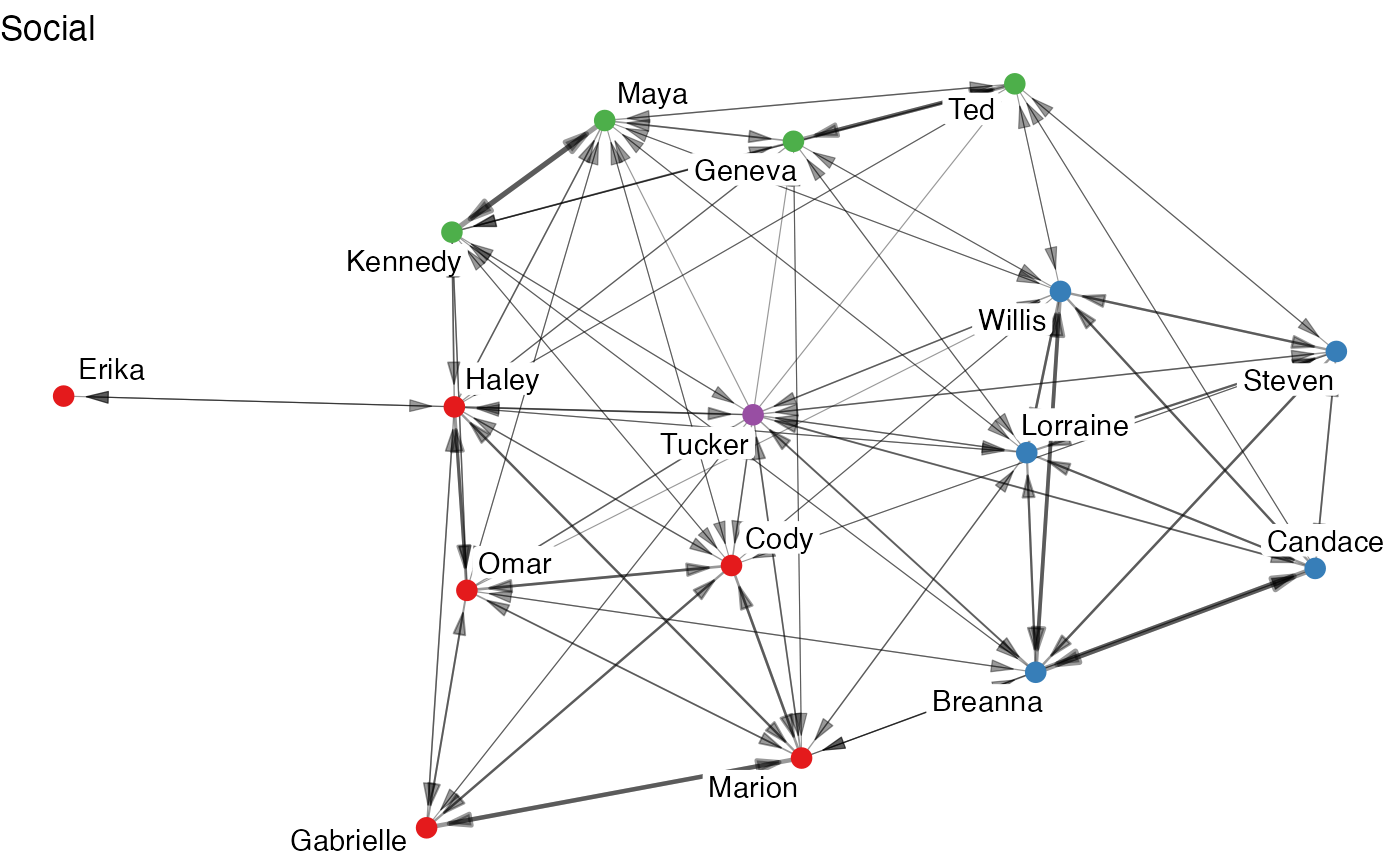 Social
Maya
Ted
Geneva
Kennedy
Willis
Erika
Haley
Steven
Lorraine
Tucker
Cody
Candace
Omar
Breanna
Marion
Gabrielle